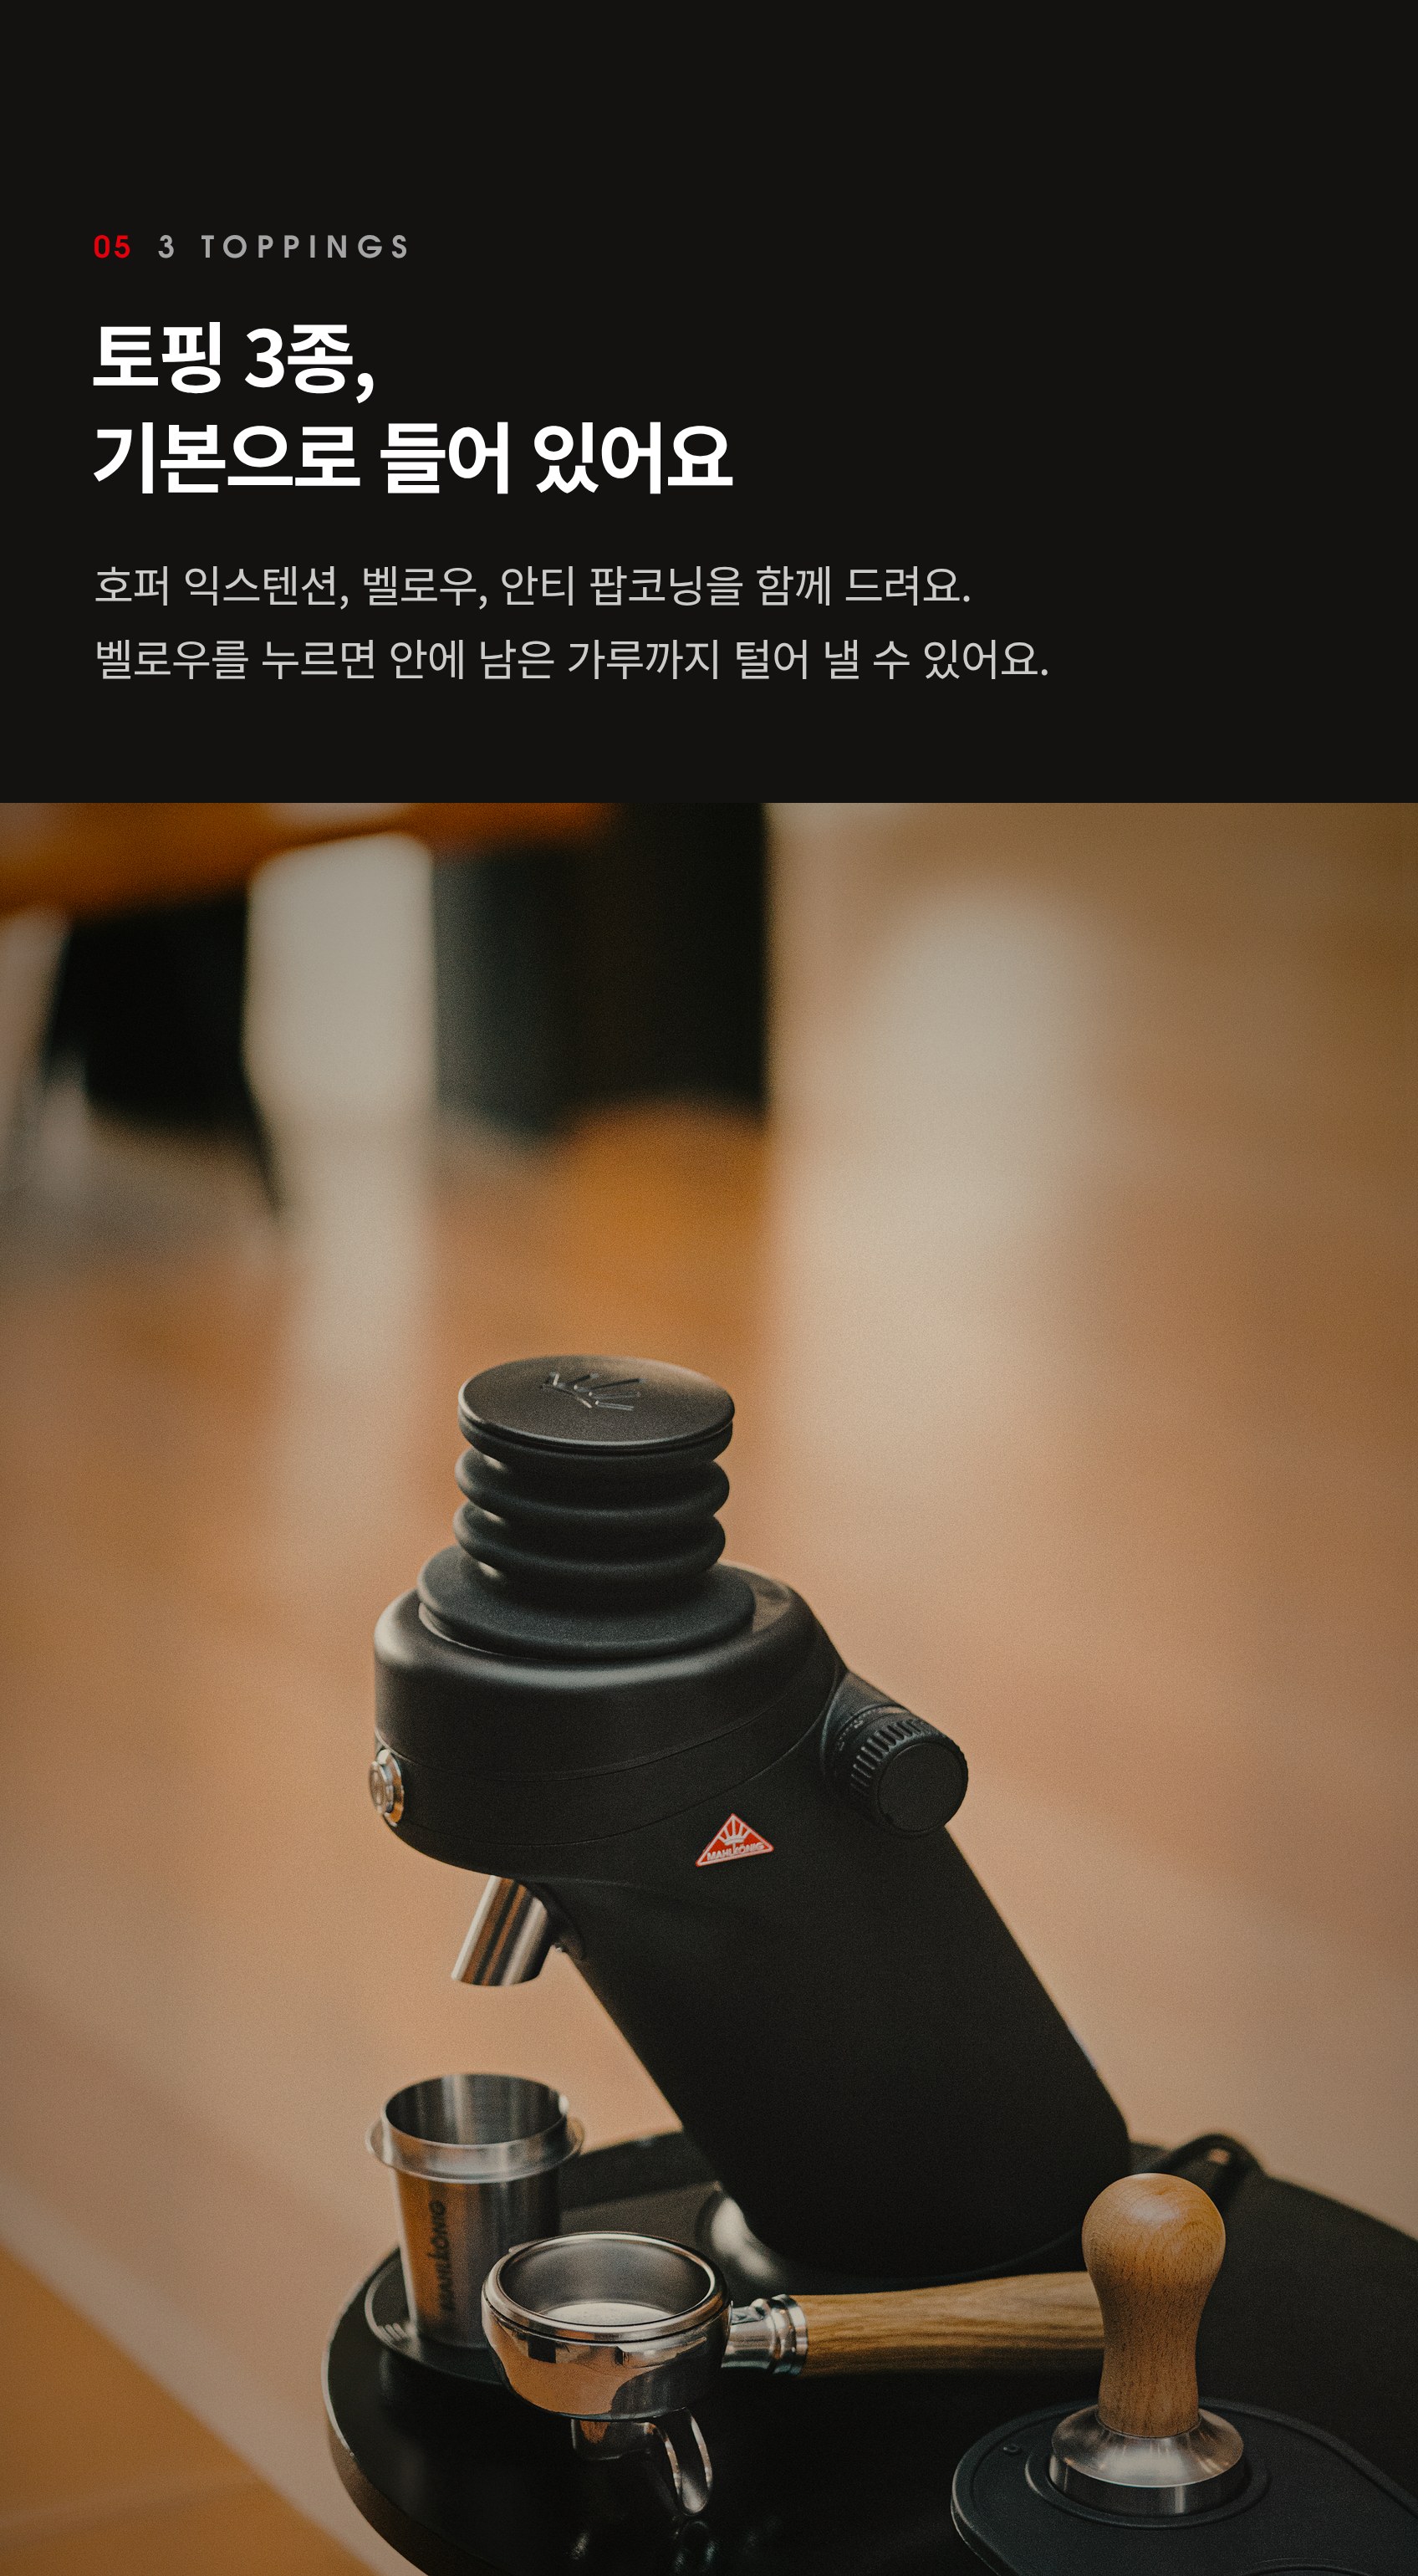 05 3 TOPPINGS
토핑 3종,
기본으로 들어 있어요
호퍼 익스텐션, 벨로우, 안티 팝코닝을 함께 드려요.
벨로우를 누르면 안에 남은 가루까지 털어 낼 수 있어요.
MAHLKÖNIG
MAHLKÖNIG